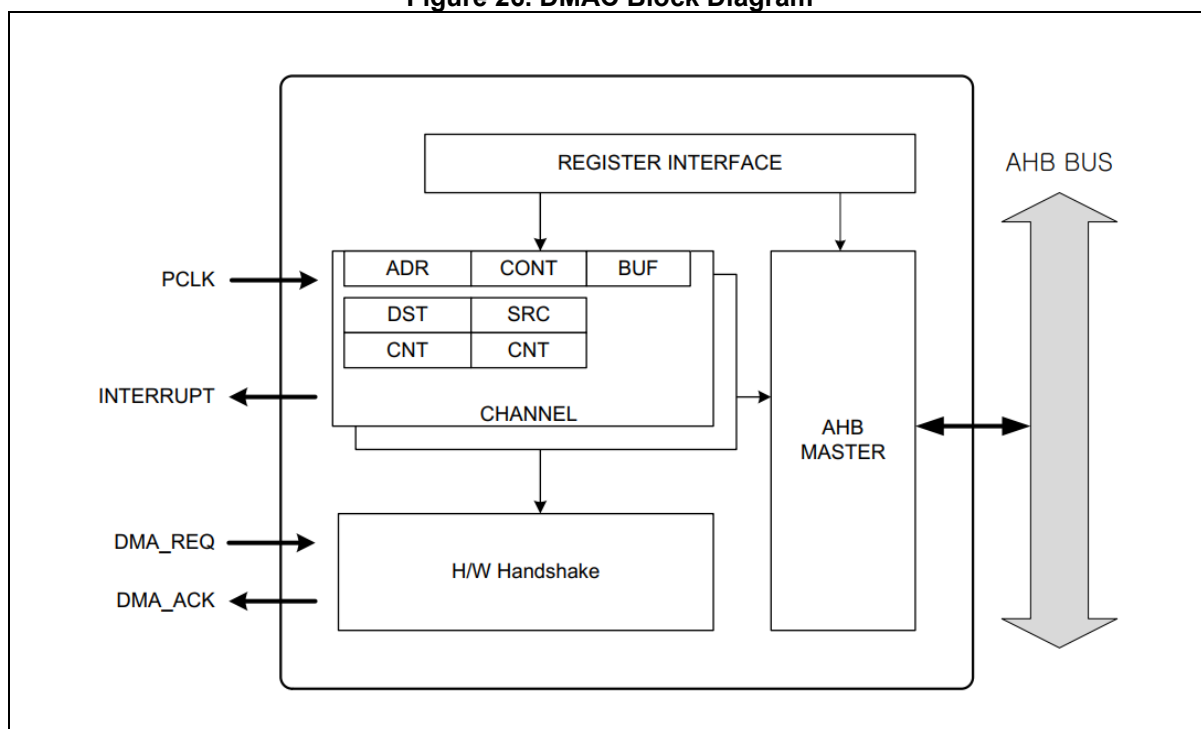 Figure 26. DMAC Block Diagram
REGISTER INTERFACE
AHB BUS
PCLK
ADR CONT BUF
DST SRC
CNT CNT
INTERRUPT
CHANNEL
AHB
MASTER
DMA_REQ
H/W Handshake
DMA_ACK